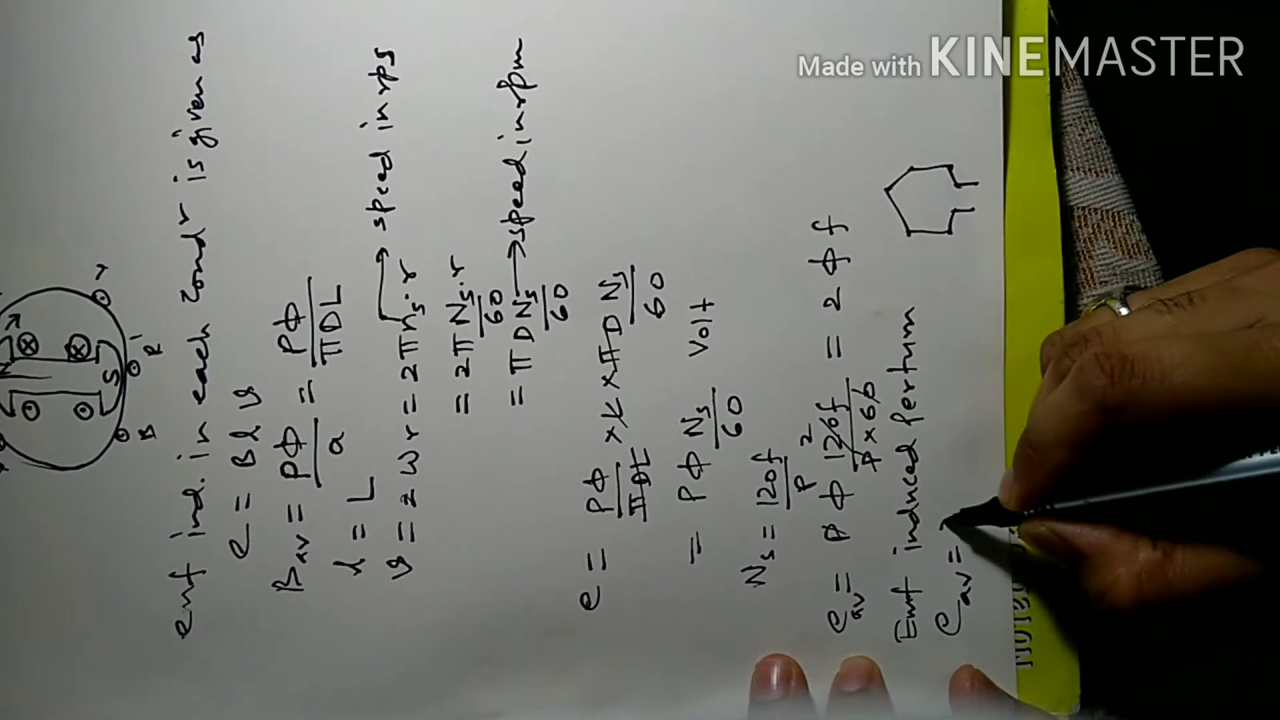 Made with KINEMASTER
emf ind. in each condr is given as
e = Blv
Bav = Pφ/a = Pφ/πDL
l = L
v = 2ωr = 2πns.r → speed in rps
= 2πNs/60.r
= πDNs/60 → speed in rpm
e = Pφ/πDL × L × πDNs/60
= PφNs/60 Volt
Ns = 120f/P
eav = Pφ 120f/P×60 2 = 2φf
Emf induced per turn
eav =
N
S
R'
Y
B